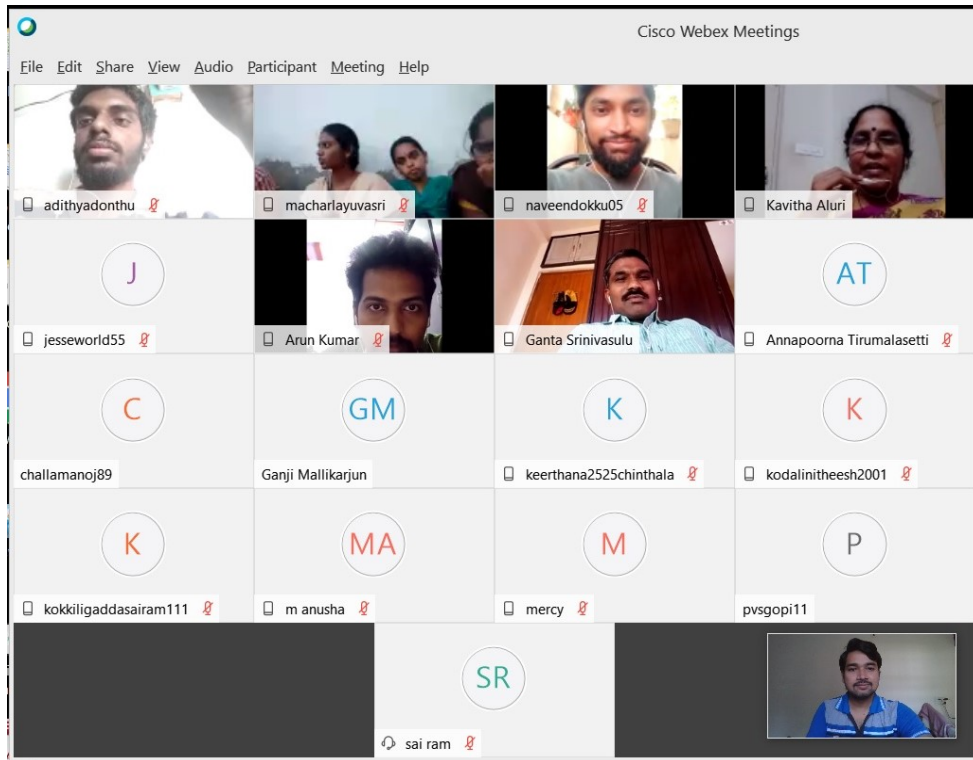 Cisco Webex Meetings
File Edit Share View Audio Participant Meeting Help
adithyadonthu
macharlayuvasri
naveendokku05
Kavitha Aluri
J
jesseworld55
Arun Kumar
Ganta Srinivasulu
AT
Annapoorna Tirumalasetti
C
challamanoj89
GM
Ganji Mallikarjun
K
keerthana2525chinthala
K
kodalinitheesh2001
K
kokkiligaddasairam111
MA
m anusha
M
mercy
P
pvsgopi11
SR
sai ram